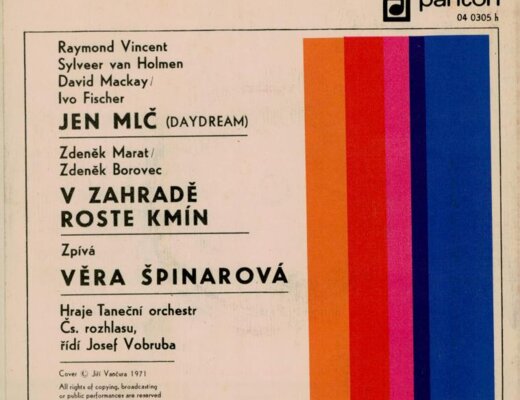 panton
04 0305 h
Raymond Vincent
Sylveer van Holmen
David Mackay/
Ivo Fischer
JEN MLČ (DAYDREAM)
Zdeněk Marat/
Zdeněk Borovec
V ZAHRADĚ
ROSTE KMÍN
Zpívá
VĚRA ŠPINAROVÁ
Hraje Taneční orchestr
Čs. rozhlasu,
řídí Josef Vobruba
Cover © Jiří Vančura 1971
All rights of copying, broadcasting
or public performances are reserved